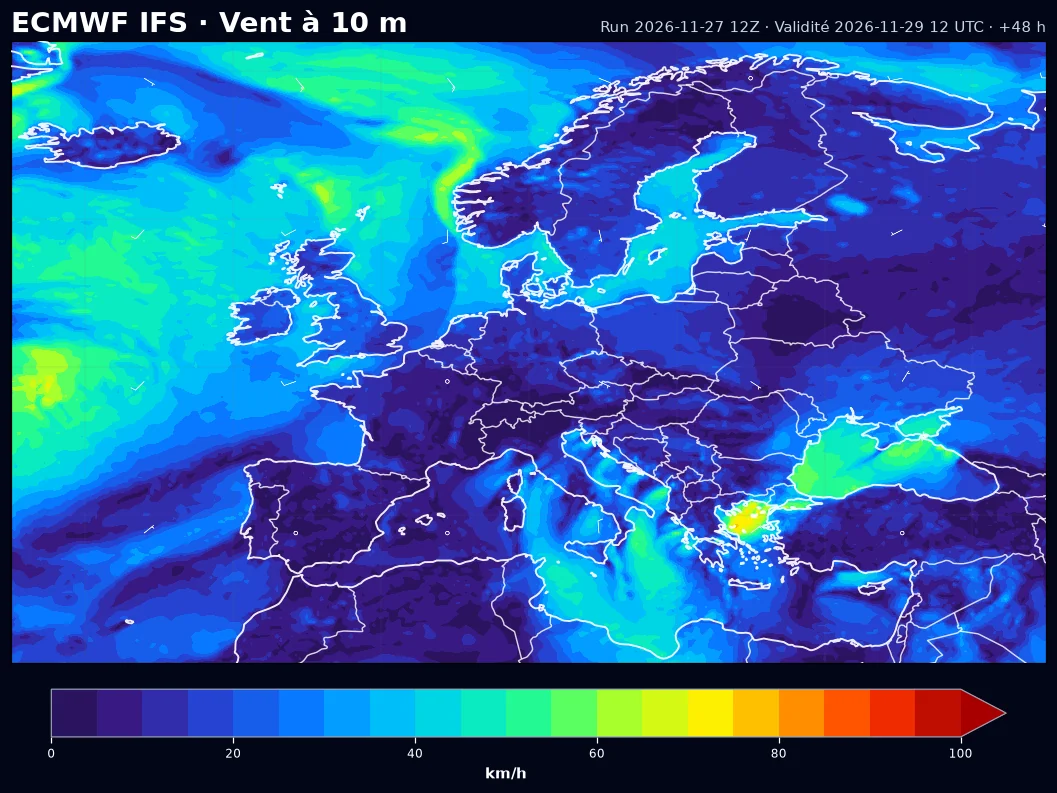 ECMWF IFS · Vent à 10 m
Run 2026-11-27 12Z · Validité 2026-11-29 12 UTC · +48 h
0 20 40 60 80 100
km/h